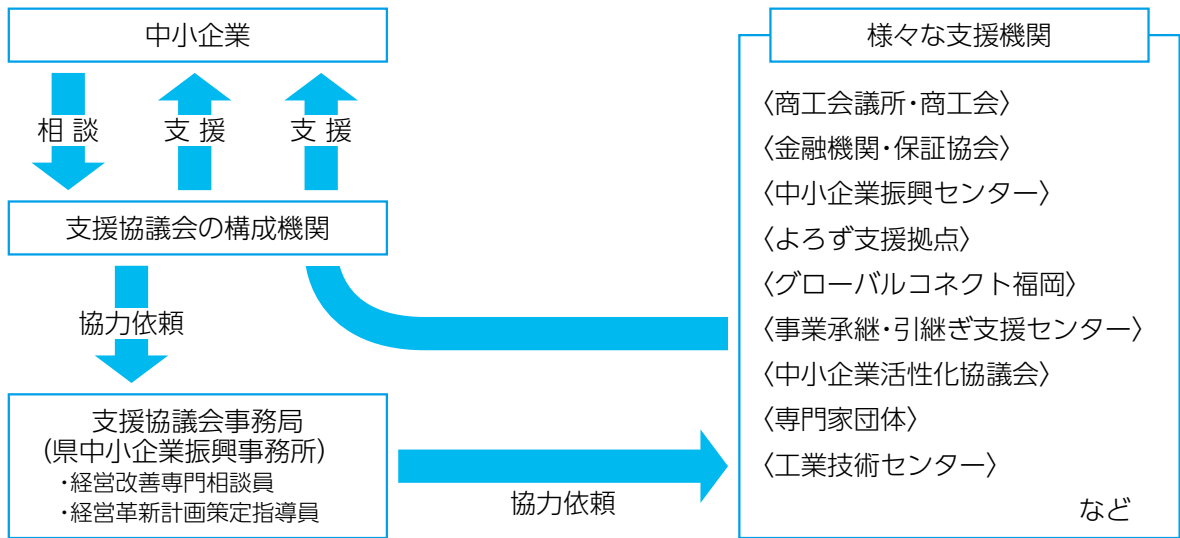 中小企業
相談
支援
支援
支援協議会の構成機関
協力依頼
支援協議会事務局
(県中小企業振興事務所)
・経営改善専門相談員
・経営革新計画策定指導員
協力依頼
様々な支援機関
〈商工会議所・商工会〉
〈金融機関・保証協会〉
〈中小企業振興センター〉
〈よろず支援拠点〉
〈グローバルコネクト福岡〉
〈事業承継・引継ぎ支援センター〉
〈中小企業活性化協議会〉
〈専門家団体〉
〈工業技術センター〉
など